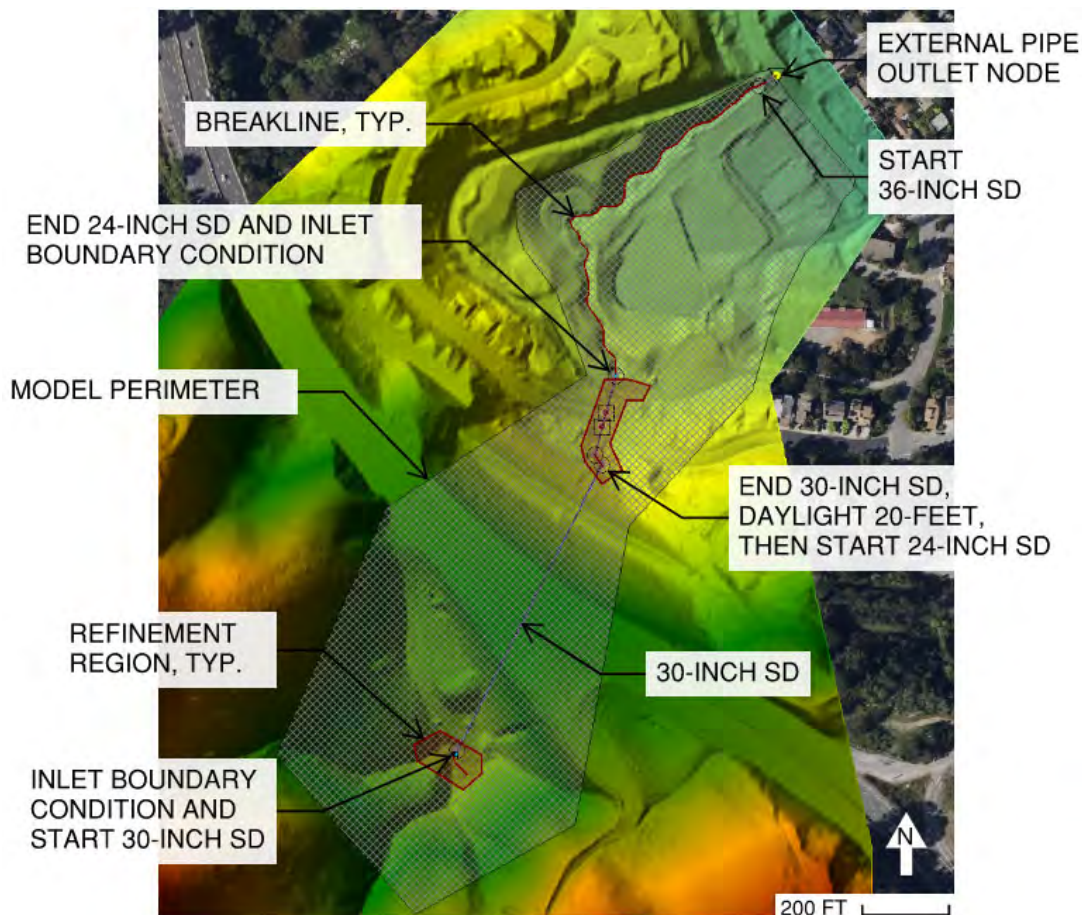 EXTERNAL PIPE
OUTLET NODE
BREAKLINE, TYP.
START
36-INCH SD
END 24-INCH SD AND INLET
BOUNDARY CONDITION
MODEL PERIMETER
END 30-INCH SD,
DAYLIGHT 20-FEET,
THEN START 24-INCH SD
REFINEMENT
REGION, TYP.
30-INCH SD
INLET BOUNDARY
CONDITION AND
START 30-INCH SD
N
200 FT